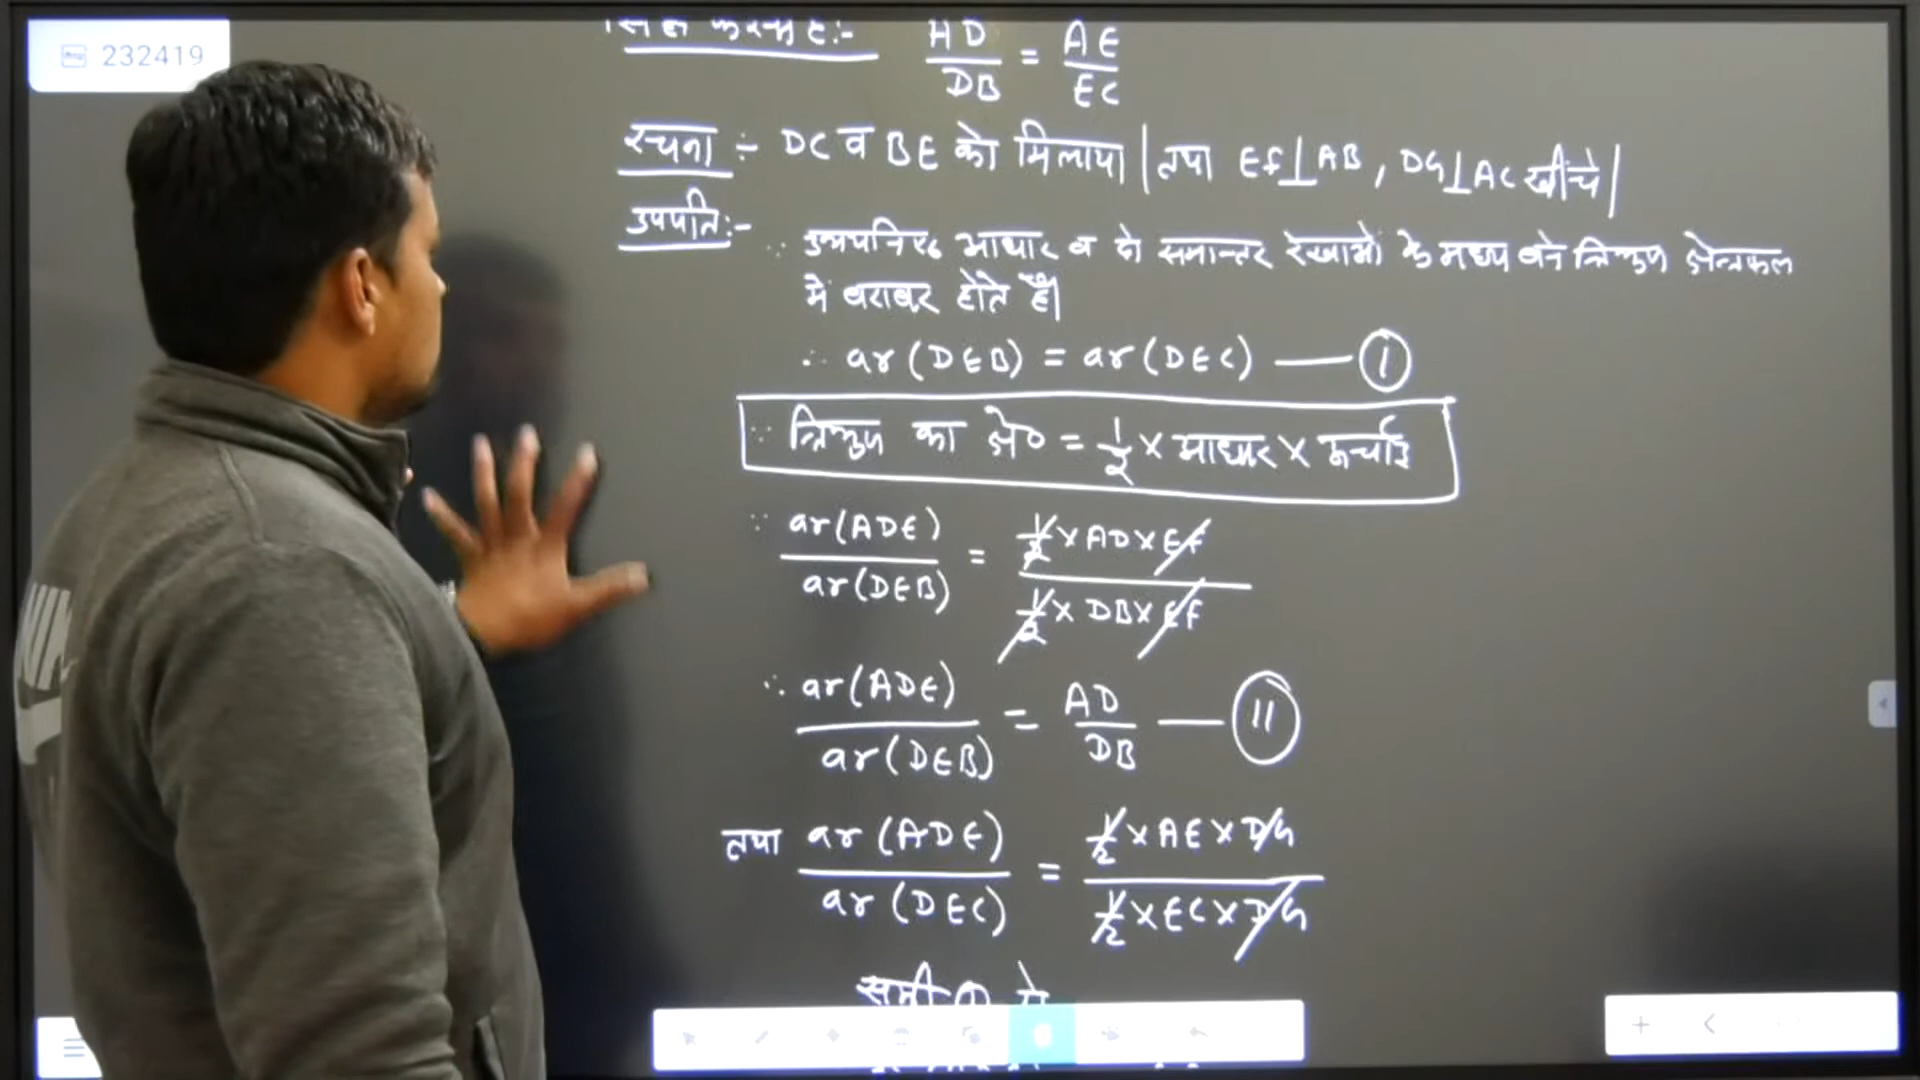 232419
सिद्ध करना है:- AD/DB = AE/EC
रचना ÷ DC व BE को मिलाया | तथा EF⊥AB, DG⊥AC खींचे |
उपपति:- ∵ उभयनिष्ठ आधार व दो समान्तर रेखाओं के मध्य बने त्रिभुज क्षेत्रफल
में बराबर होते हैं।
∴ ar(DEB) = ar(DEC) —— (I)
∵ त्रिभुज का क्षे० = 1/2 × आधार × ऊर्चाई
∵ ar(ADE)/ar(DEB) = 1/2 × AD × EF / 1/2 × DB × EF
∴ ar(ADE)/ar(DEB) = AD/DB —— (II)
तथा ar(ADE)/ar(DEC) = 1/2 × AE × DG / 1/2 × EC × DG